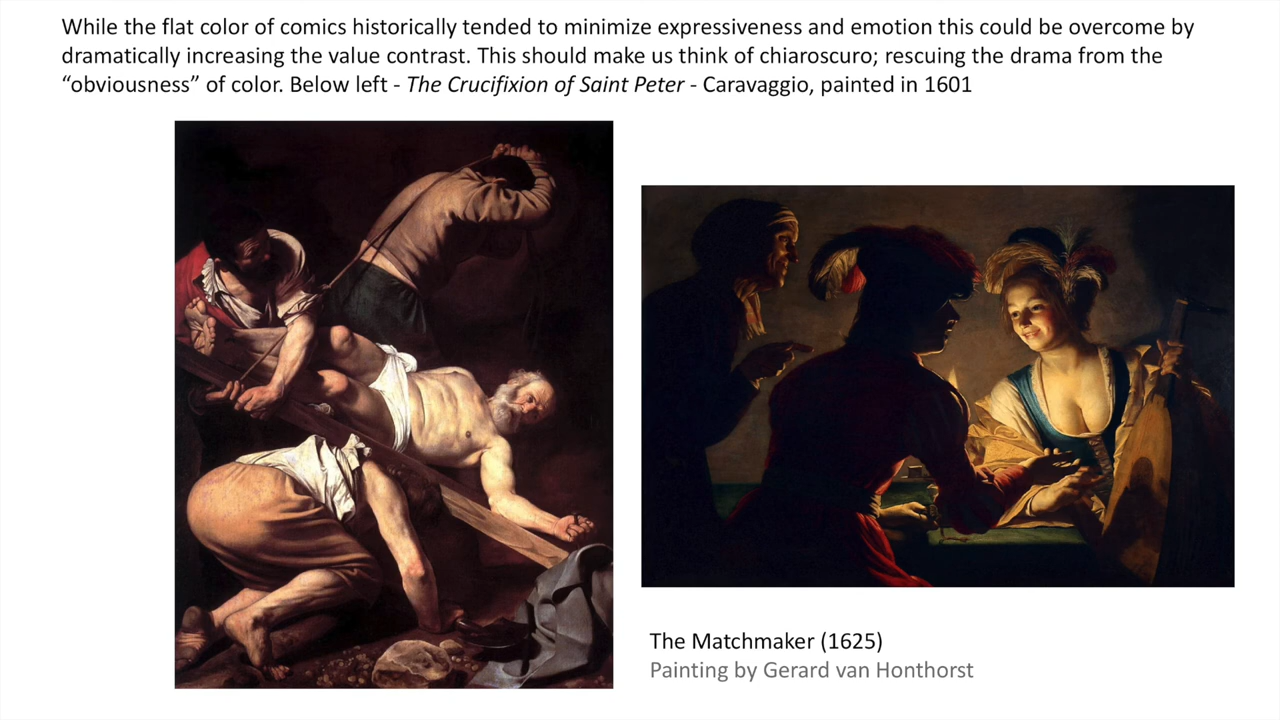 While the flat color of comics historically tended to minimize expressiveness and emotion this could be overcome by
dramatically increasing the value contrast. This should make us think of chiaroscuro; rescuing the drama from the
“obviousness” of color. Below left - The Crucifixion of Saint Peter - Caravaggio, painted in 1601
The Matchmaker (1625)
Painting by Gerard van Honthorst